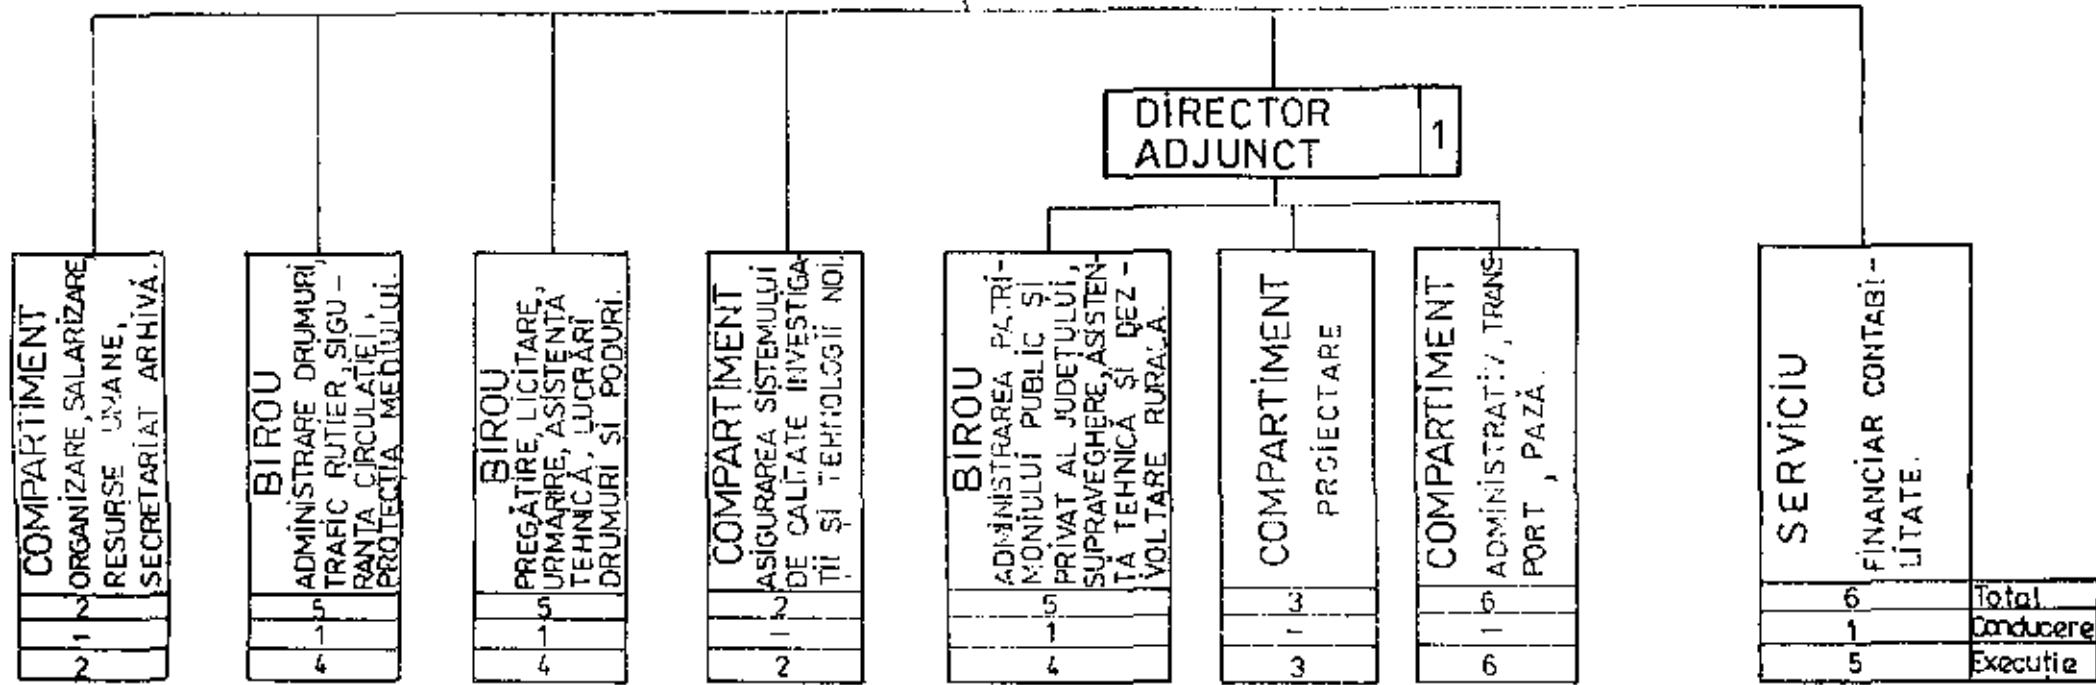 DIRECTOR
ADJUNCT
1
COMPARTIMENT
ORGANIZARE, SALARIZARE
RESURSE UMANE,
SECRETARIAT ARHIVĂ.
2
2
BIROU
ADMINISTRARE DRUMURI,
TRAFIC RUTIER, SIGU-
RANȚA CIRCULAȚIEI,
PROTECȚIA MEDIULUI.
5
1
4
BIROU
PREGĂTIRE, LICITARE,
URMĂRIRE, ASISTENȚĂ
TEHNICĂ, LUCRĂRI
DRUMURI ȘI PODURI.
5
1
4
COMPARTIMENT
ASIGURAREA SISTEMULUI
DE CALITATE INVESTIGA
ȚII ȘI TEHNOLOGII NOI.
2
–
2
BIROU
ADMINISTRAREA PATRI-
MONIULUI PUBLIC ȘI
PRIVAT AL JUDEȚULUI,
SUPRAVEGHERE, ASISTEN
ȚA TEHNICĂ ȘI DEZ-
VOLTARE RURALĂ.
5
1
4
COMPARTIMENT
PROIECTARE
3
–
3
COMPARTIMENT
ADMINISTRATIV, TRANS
PORT, PAZĂ.
6
–
6
SERVICIU
FINANCIAR CONTABI-
LITATE.
6 Total
1 Conducere
5 Execuție